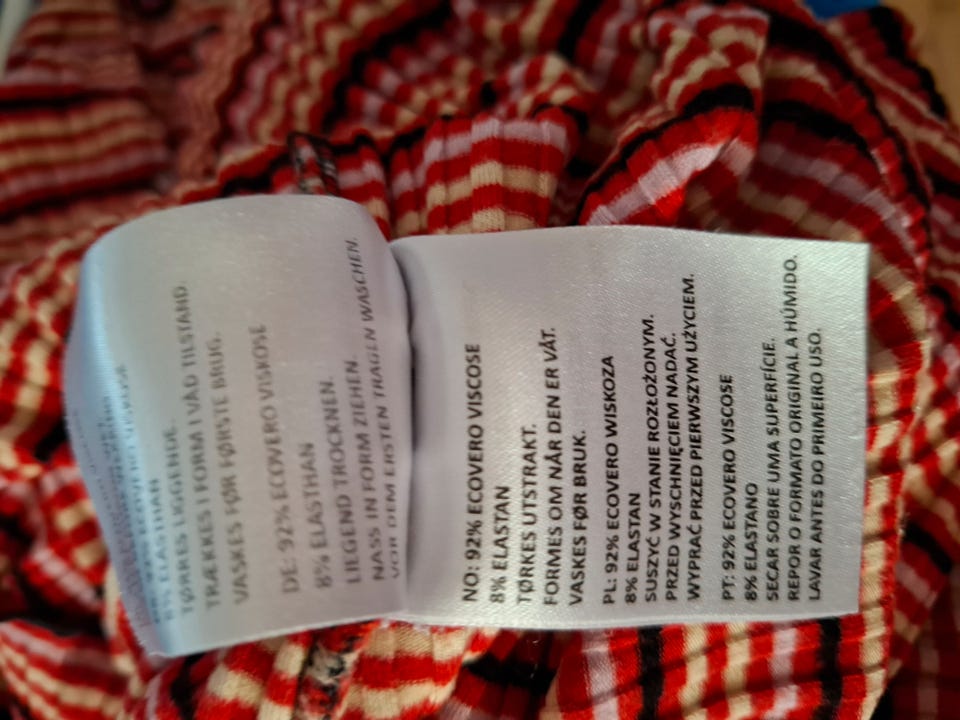 8% ELASTHAN
TØRRES LIGGENDE.
TRÆKKES I FORM I VÅD TILSTAND.
VASKES FØR FØRSTE BRUG.
DE: 92% ECOVERO VISKOSE
8% ELASTHAN
LIEGEND TROCKNEN.
NASS IN FORM ZIEHEN.
VOR DEM ERSTEN TRAGEN WASCHEN.
NO: 92% ECOVERO VISCOSE
8% ELASTAN
TØRKES UTSTRAKT.
FORMES OM NÅR DEN ER VÅT.
VASKES FØR BRUK.
PL: 92% ECOVERO WISKOZA
8% ELASTAN
SUSZYĆ W STANIE ROZŁOŻONYM.
PRZED WYSCHNIĘCIEM NADAĆ.
WYPRAĆ PRZED PIERWSZYM UŻYCIEM.
PT: 92% ECOVERO VISCOSE
8% ELASTANO
SECAR SOBRE UMA SUPERFÍCIE.
REPOR O FORMATO ORIGINAL A HÚMIDO.
LAVAR ANTES DO PRIMEIRO USO.